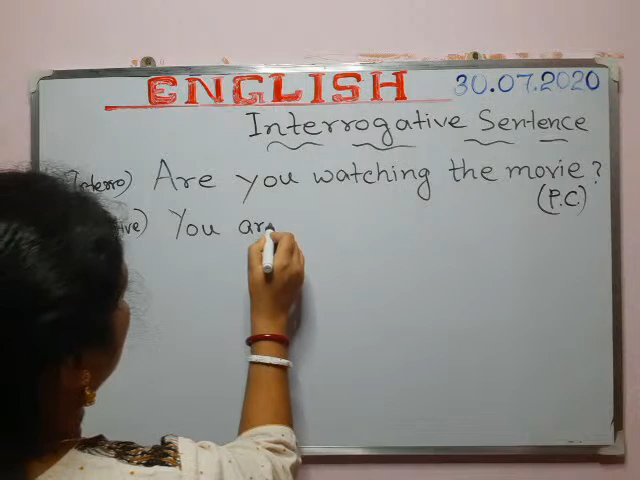 ENGLISH 30.07.2020
Interrogative Sentence
Are you watching the movie?
(P.C.)
You ar